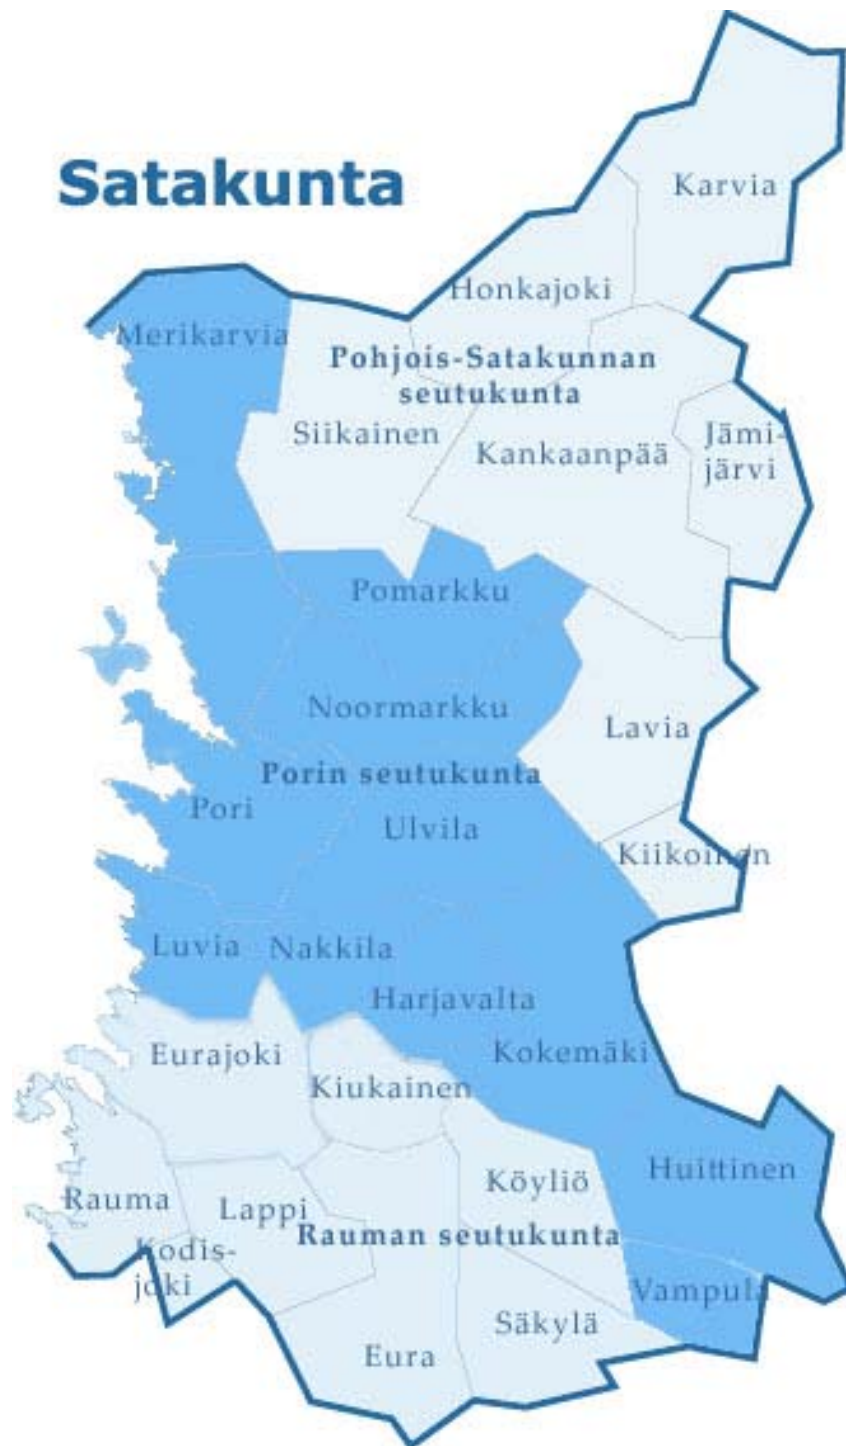 Satakunta
Karvia
Honkajoki
Merikarvia
Pohjois-Satakunnan
seutukunta
Siikainen
Kankaanpää
Jämi-
järvi
Pomarkku
Noormarkku
Lavia
Porin seutukunta
Pori
Ulvila
Kiikoinen
Luvia
Nakkila
Harjavalta
Eurajoki
Kokemäki
Kiukainen
Huittinen
Köyliö
Rauma
Lappi
Rauman seutukunta
Kodis-
joki
Vampula
Säkylä
Eura